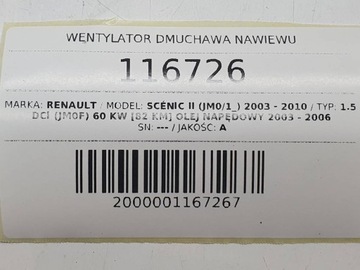 WENTYLATOR DMUCHAWA NAWIEWU
116726
MARKA: RENAULT / MODEL: SCÉNIC II (JM0/1_) 2003 - 2010 / TYP: 1.5
DCI (JM0F) 60 KW [82 KM] OLEJ NAPĘDOWY 2003 - 2006
SN: --- / JAKOŚĆ: A
2000001167267